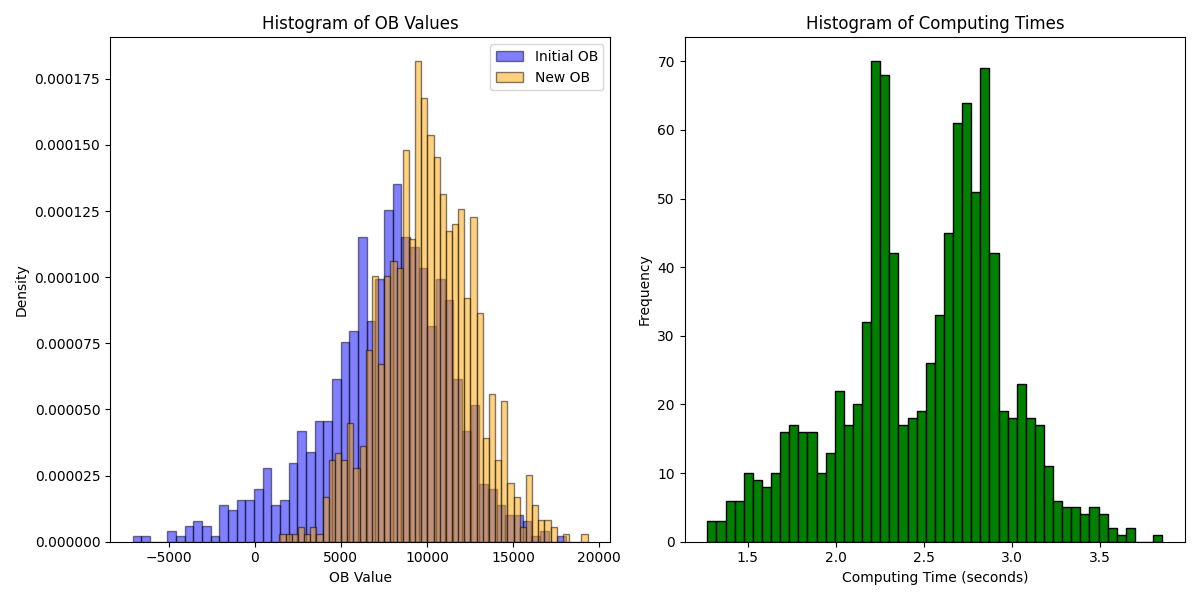 Histogram of OB Values
Initial OB
New OB
0.000175
0.000150
0.000125
0.000100
0.000075
0.000050
0.000025
0.000000
Density
−5000 0 5000 10000 15000 20000
OB Value
Histogram of Computing Times
70
60
50
40
30
20
10
0
Frequency
1.5 2.0 2.5 3.0 3.5
Computing Time (seconds)